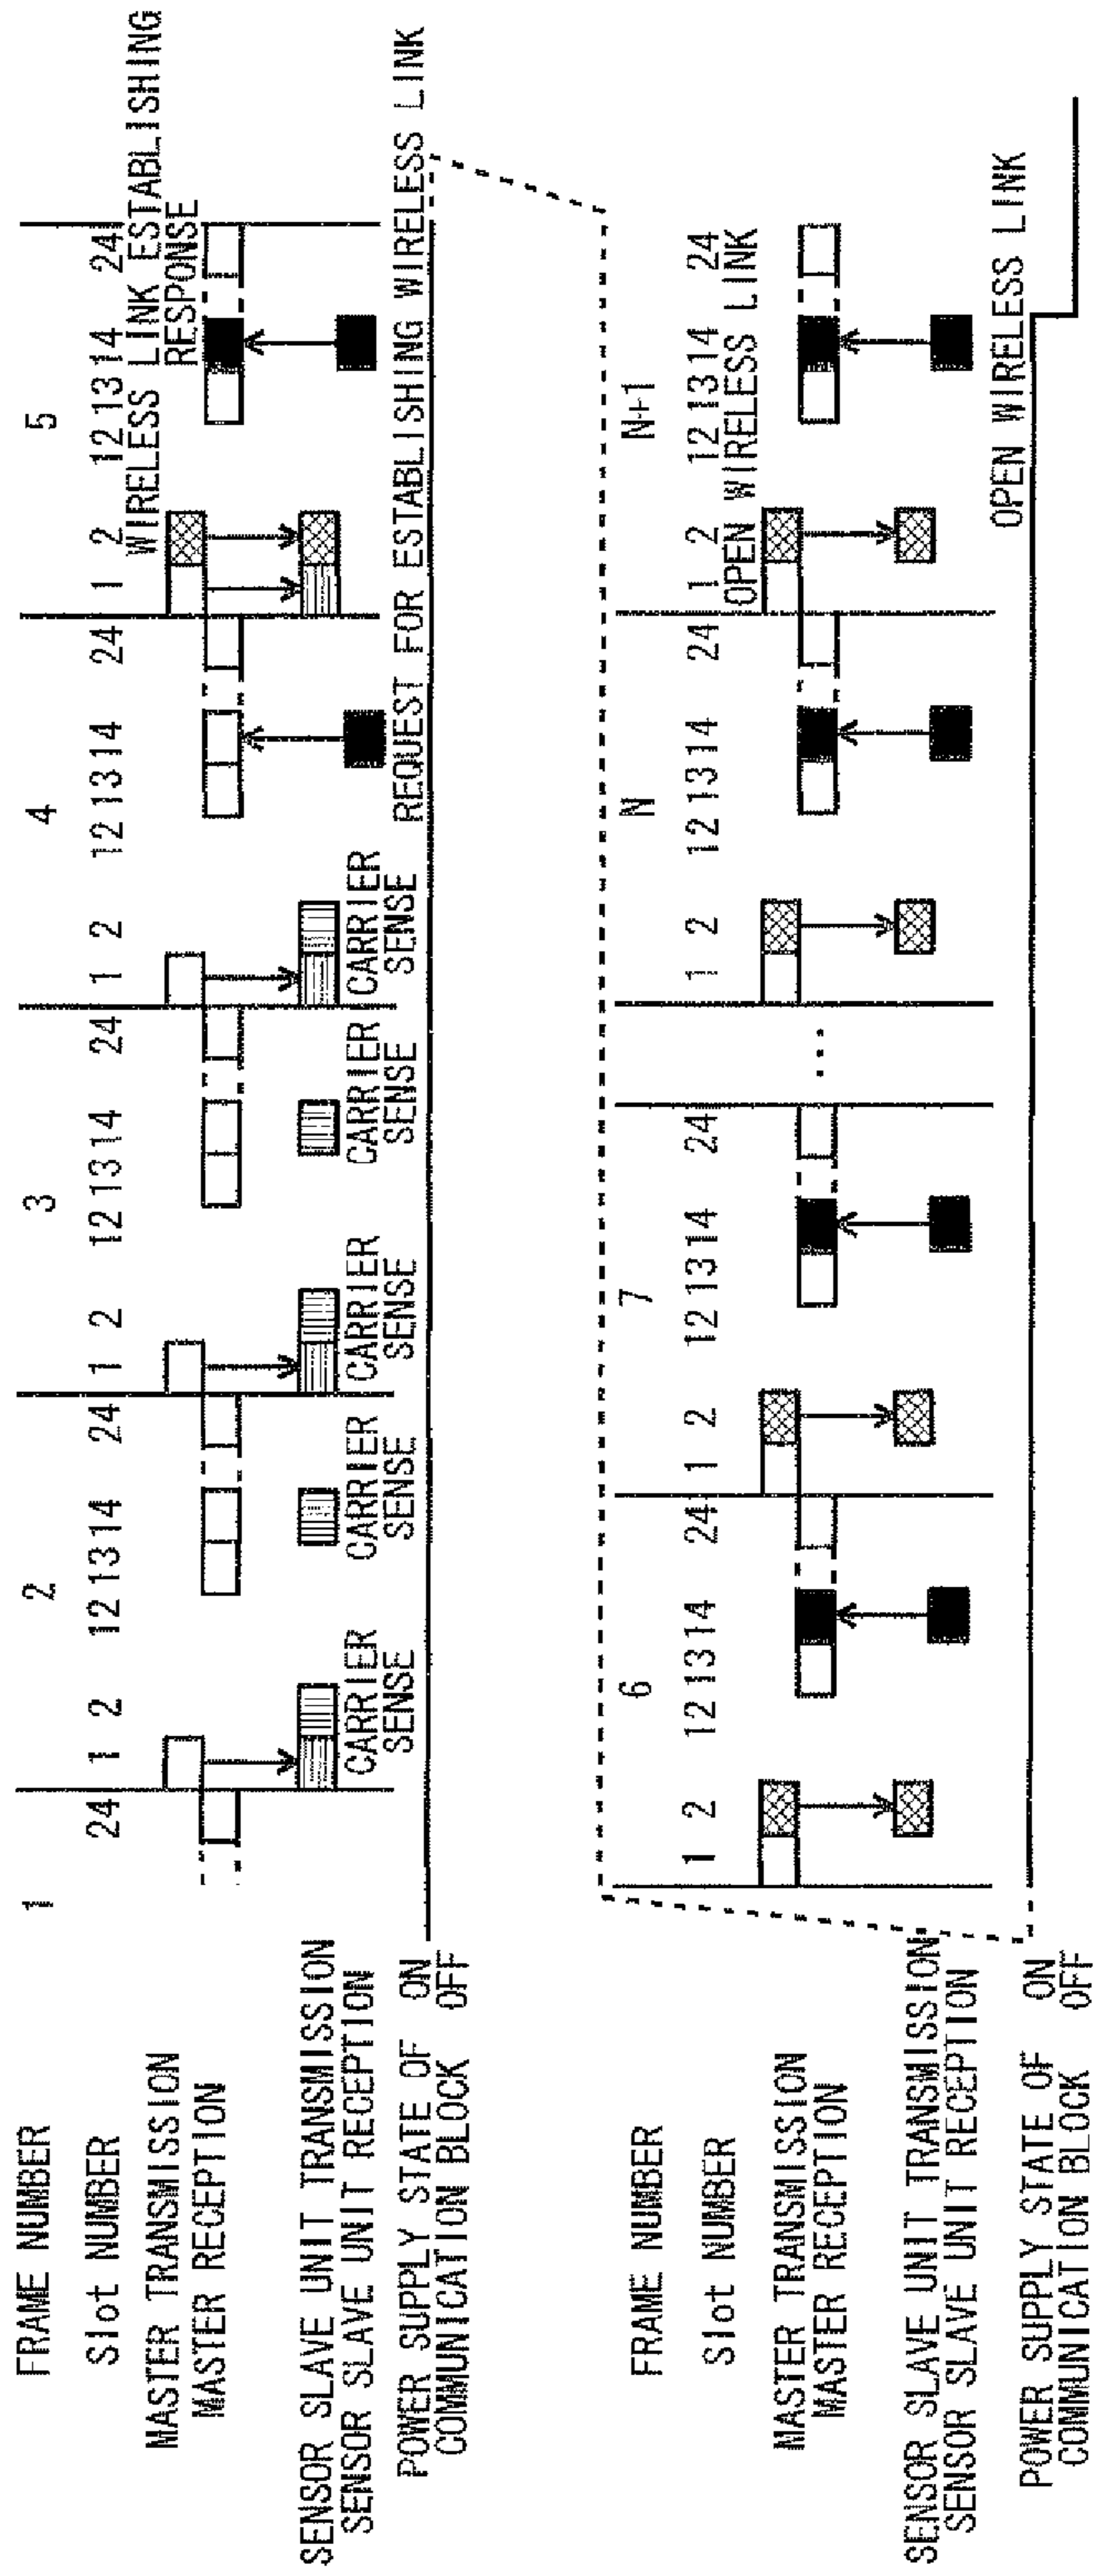 FRAME NUMBER 1 2 3 4 5
Slot NUMBER 24 1 2 12 13 14 24 1 2 12 13 14 24 1 2 12 13 14 24 1 2 12 13 14 24
WIRELESS LINK ESTABLISHING
RESPONSE
MASTER TRANSMISSION
MASTER RECEPTION
SENSOR SLAVE UNIT TRANSMISSION
SENSOR SLAVE UNIT RECEPTION
CARRIER CARRIER CARRIER CARRIER CARRIER
SENSE SENSE SENSE SENSE SENSE
REQUEST FOR ESTABLISHING WIRELESS LINK
POWER SUPPLY STATE OF ON
COMMUNICATION BLOCK OFF
FRAME NUMBER 6 7 N N+1
Slot NUMBER 1 2 12 13 14 24 1 2 12 13 14 24 1 2 12 13 14 24 1 2 12 13 14 24
OPEN WIRELESS LINK
MASTER TRANSMISSION
MASTER RECEPTION
...
SENSOR SLAVE UNIT TRANSMISSION
SENSOR SLAVE UNIT RECEPTION
OPEN WIRELESS LINK
POWER SUPPLY STATE OF ON
COMMUNICATION BLOCK OFF